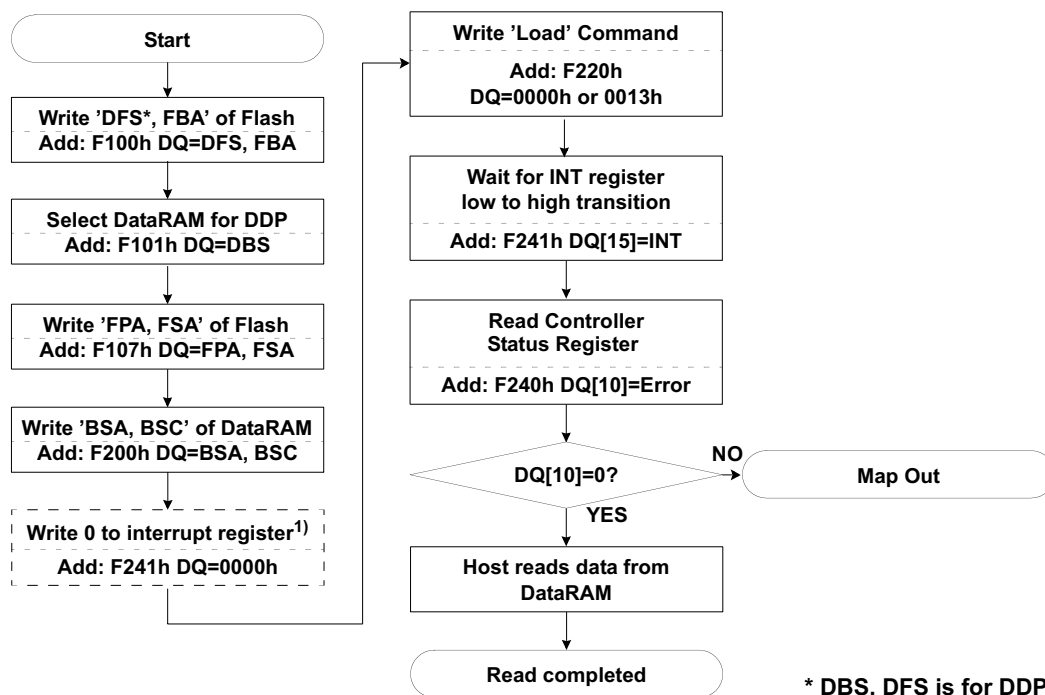 Start
Write 'DFS*, FBA' of Flash
Add: F100h DQ=DFS, FBA
Select DataRAM for DDP
Add: F101h DQ=DBS
Write 'FPA, FSA' of Flash
Add: F107h DQ=FPA, FSA
Write 'BSA, BSC' of DataRAM
Add: F200h DQ=BSA, BSC
Write 0 to interrupt register1)
Add: F241h DQ=0000h
Write 'Load' Command
Add: F220h
DQ=0000h or 0013h
Wait for INT register
low to high transition
Add: F241h DQ[15]=INT
Read Controller
Status Register
Add: F240h DQ[10]=Error
DQ[10]=0?
NO
Map Out
YES
Host reads data from
DataRAM
Read completed
* DBS, DFS is for DDP